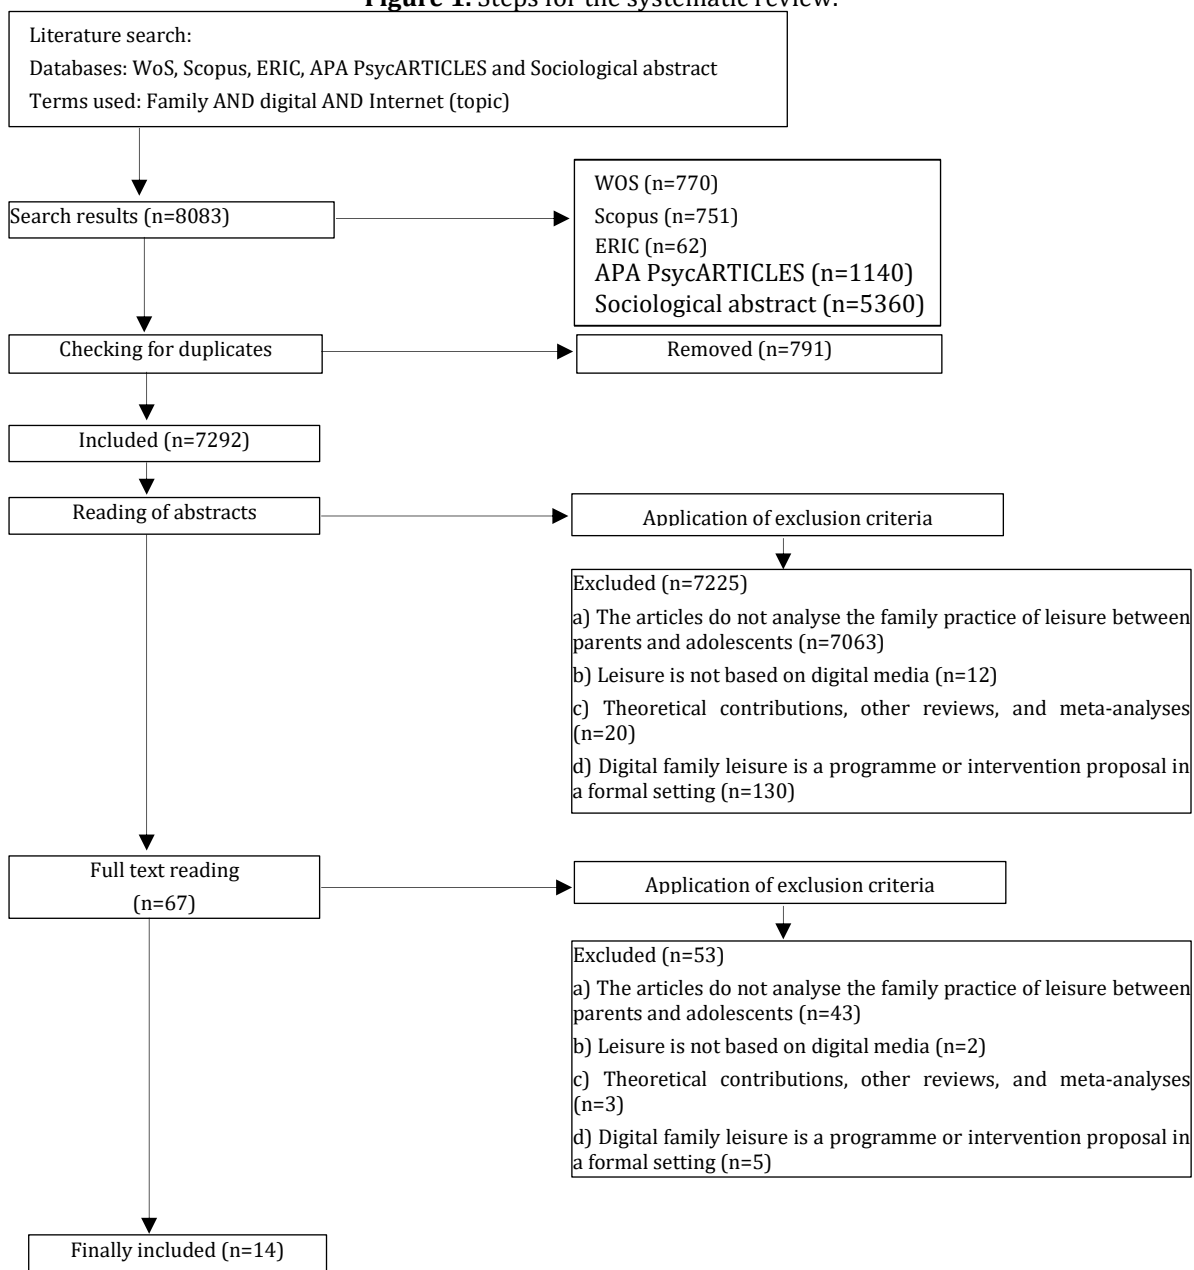 Figure 1. Steps for the systematic review.
Literature search:
Databases: WoS, Scopus, ERIC, APA PsycARTICLES and Sociological abstract
Terms used: Family AND digital AND Internet (topic)
WOS (n=770)
Scopus (n=751)
ERIC (n=62)
APA PsycARTICLES (n=1140)
Sociological abstract (n=5360)
Search results (n=8083)
Checking for duplicates
Removed (n=791)
Included (n=7292)
Reading of abstracts
Application of exclusion criteria
Excluded (n=7225)
a) The articles do not analyse the family practice of leisure between
parents and adolescents (n=7063)
b) Leisure is not based on digital media (n=12)
c) Theoretical contributions, other reviews, and meta-analyses
(n=20)
d) Digital family leisure is a programme or intervention proposal in
a formal setting (n=130)
Full text reading
(n=67)
Application of exclusion criteria
Excluded (n=53)
a) The articles do not analyse the family practice of leisure between
parents and adolescents (n=43)
b) Leisure is not based on digital media (n=2)
c) Theoretical contributions, other reviews, and meta-analyses
(n=3)
d) Digital family leisure is a programme or intervention proposal in
a formal setting (n=5)
Finally included (n=14)